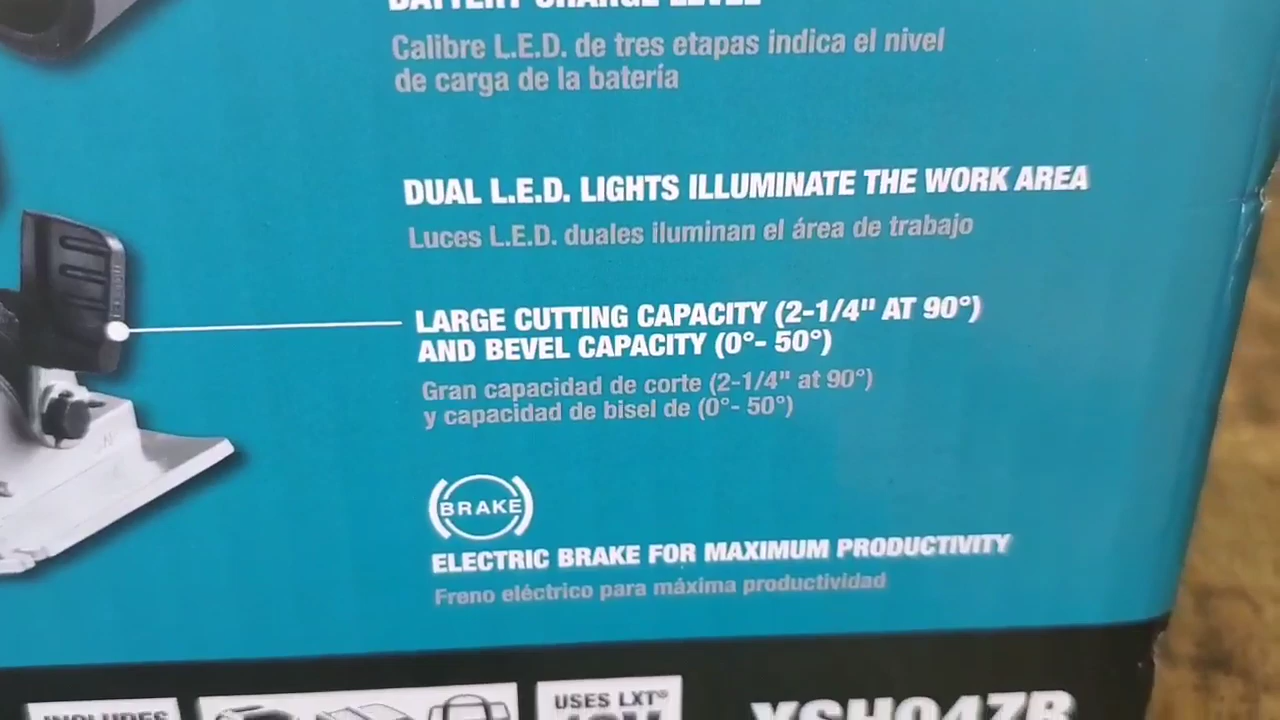 BATTERY CHARGE LEVEL
Calibre L.E.D. de tres etapas indica el nivel
de carga de la batería
DUAL L.E.D. LIGHTS ILLUMINATE THE WORK AREA
Luces L.E.D. duales iluminan el área de trabajo
LARGE CUTTING CAPACITY (2-1/4" AT 90°)
AND BEVEL CAPACITY (0°- 50°)
Gran capacidad de corte (2-1/4" at 90°)
y capacidad de bisel de (0°- 50°)
BRAKE
ELECTRIC BRAKE FOR MAXIMUM PRODUCTIVITY
Freno eléctrico para máxima productividad
INCLUDES
USES LXT®
18V
XSH04ZB